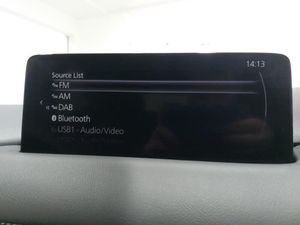 14:13
Source List
FM
AM
DAB
Bluetooth
USB1 - Audio/Video